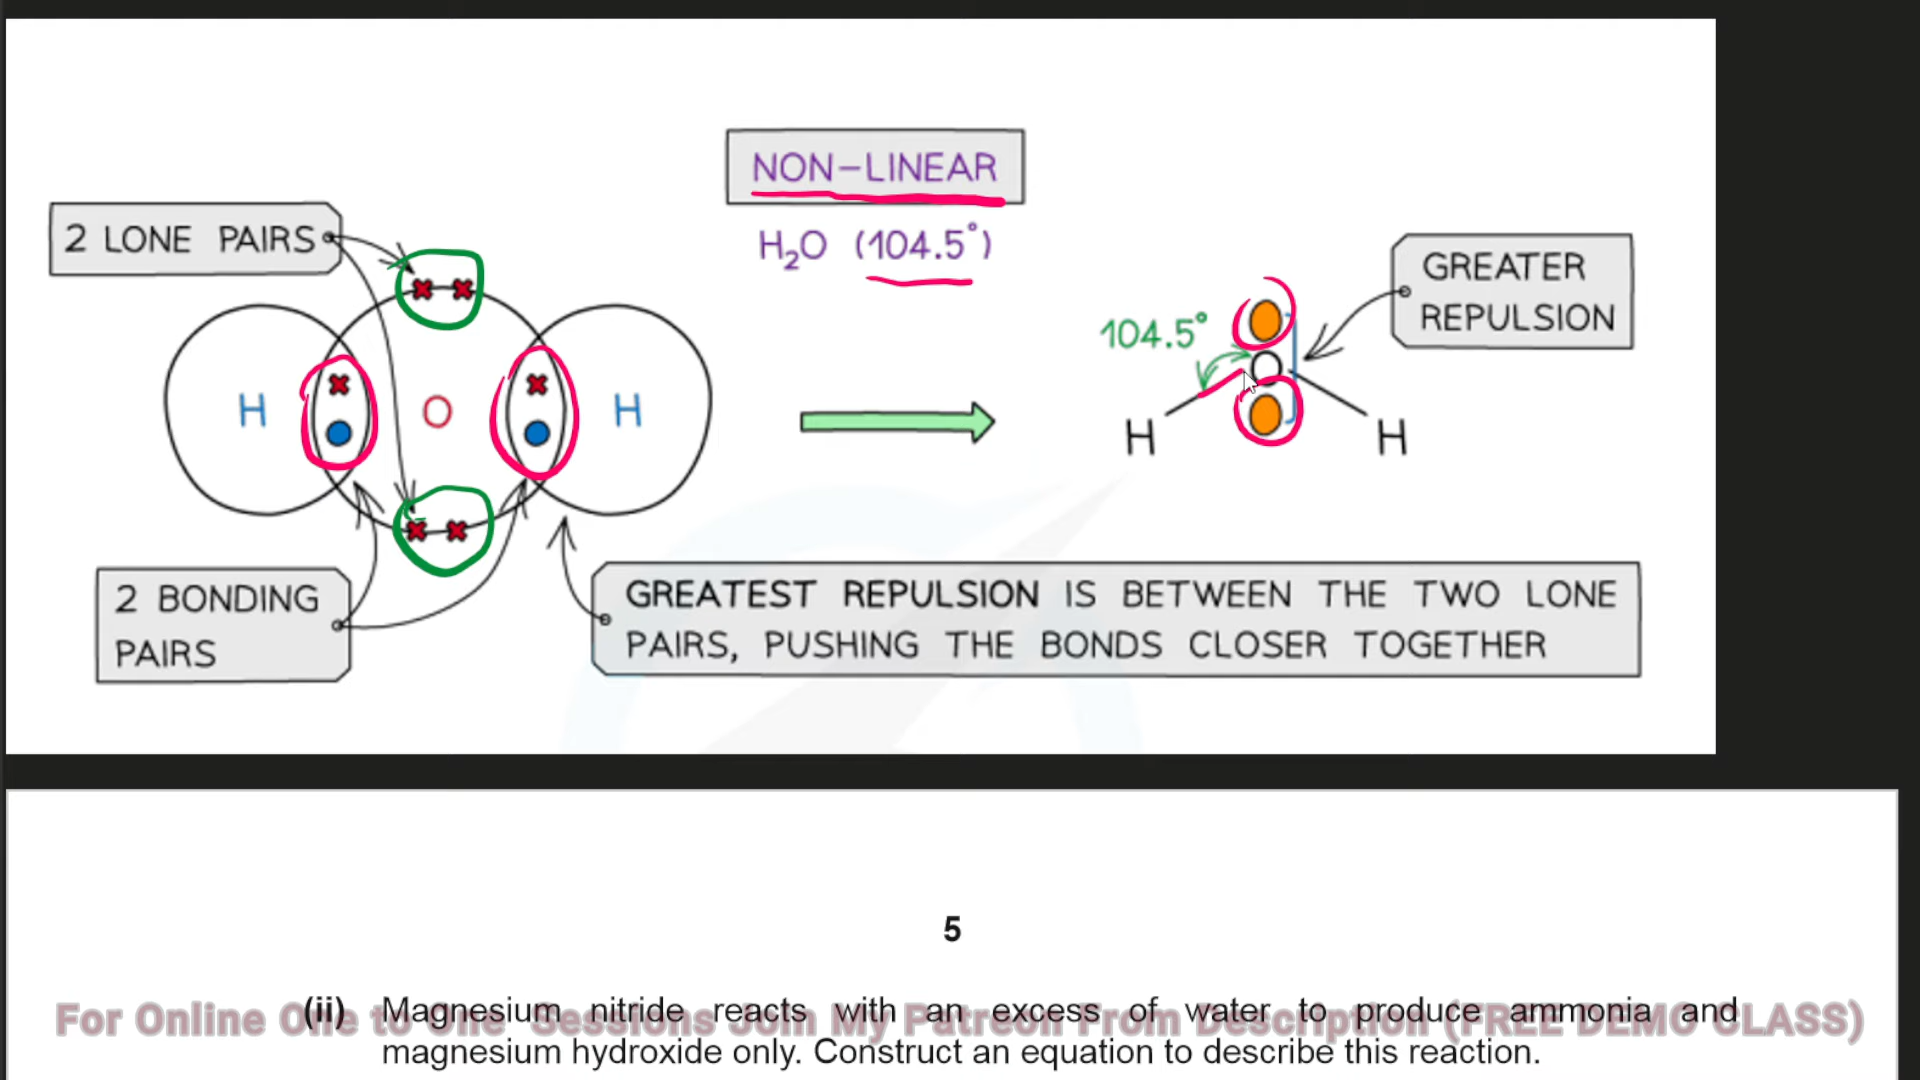 NON-LINEAR
H₂O (104.5°)
2 LONE PAIRS
GREATER
REPULSION
104.5°
H
O
H
H
H
2 BONDING
PAIRS
GREATEST REPULSION IS BETWEEN THE TWO LONE
PAIRS, PUSHING THE BONDS CLOSER TOGETHER
5
(ii) Magnesium nitride reacts with an excess of water to produce ammonia and
For Online One to One Sessions Join My Patreon From Description (FREE DEMO CLASS)
magnesium hydroxide only. Construct an equation to describe this reaction.